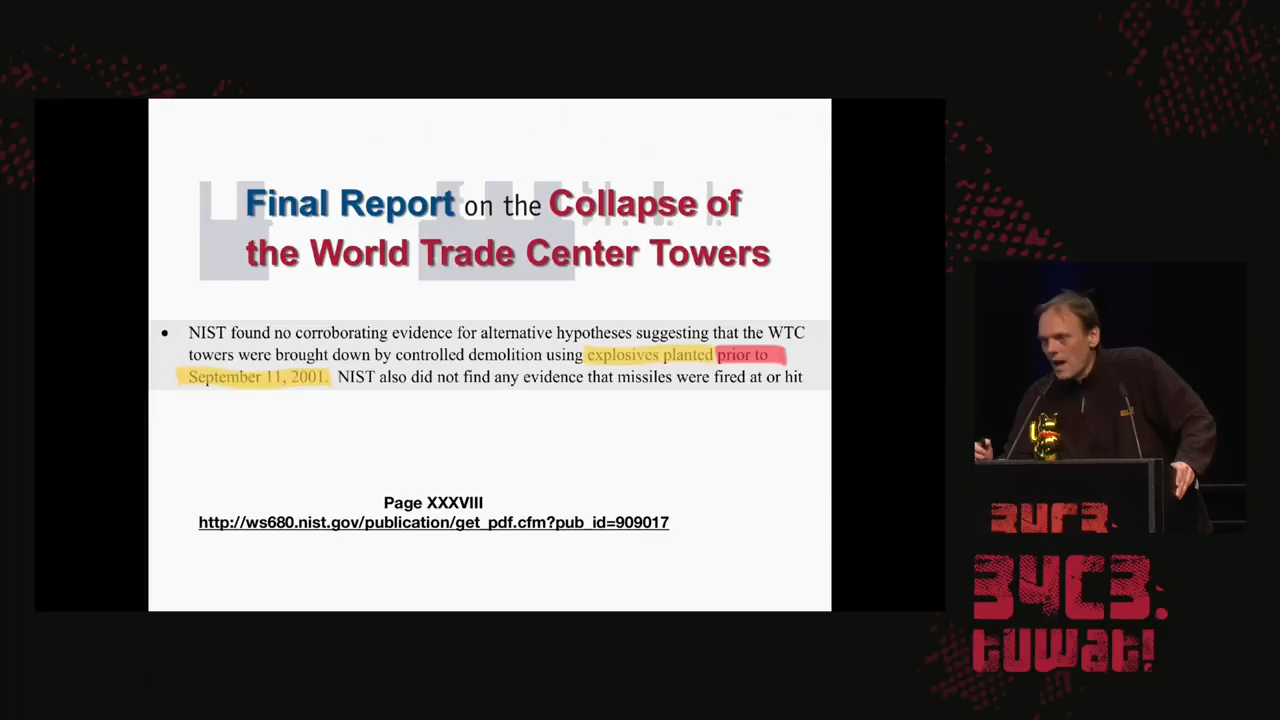 Final Report on the Collapse of
the World Trade Center Towers
• NIST found no corroborating evidence for alternative hypotheses suggesting that the WTC
towers were brought down by controlled demolition using explosives planted prior to
September 11, 2001. NIST also did not find any evidence that missiles were fired at or hit
Page XXXVIII
http://ws680.nist.gov/publication/get_pdf.cfm?pub_id=909017
34C3.
34C3.
tuwat!